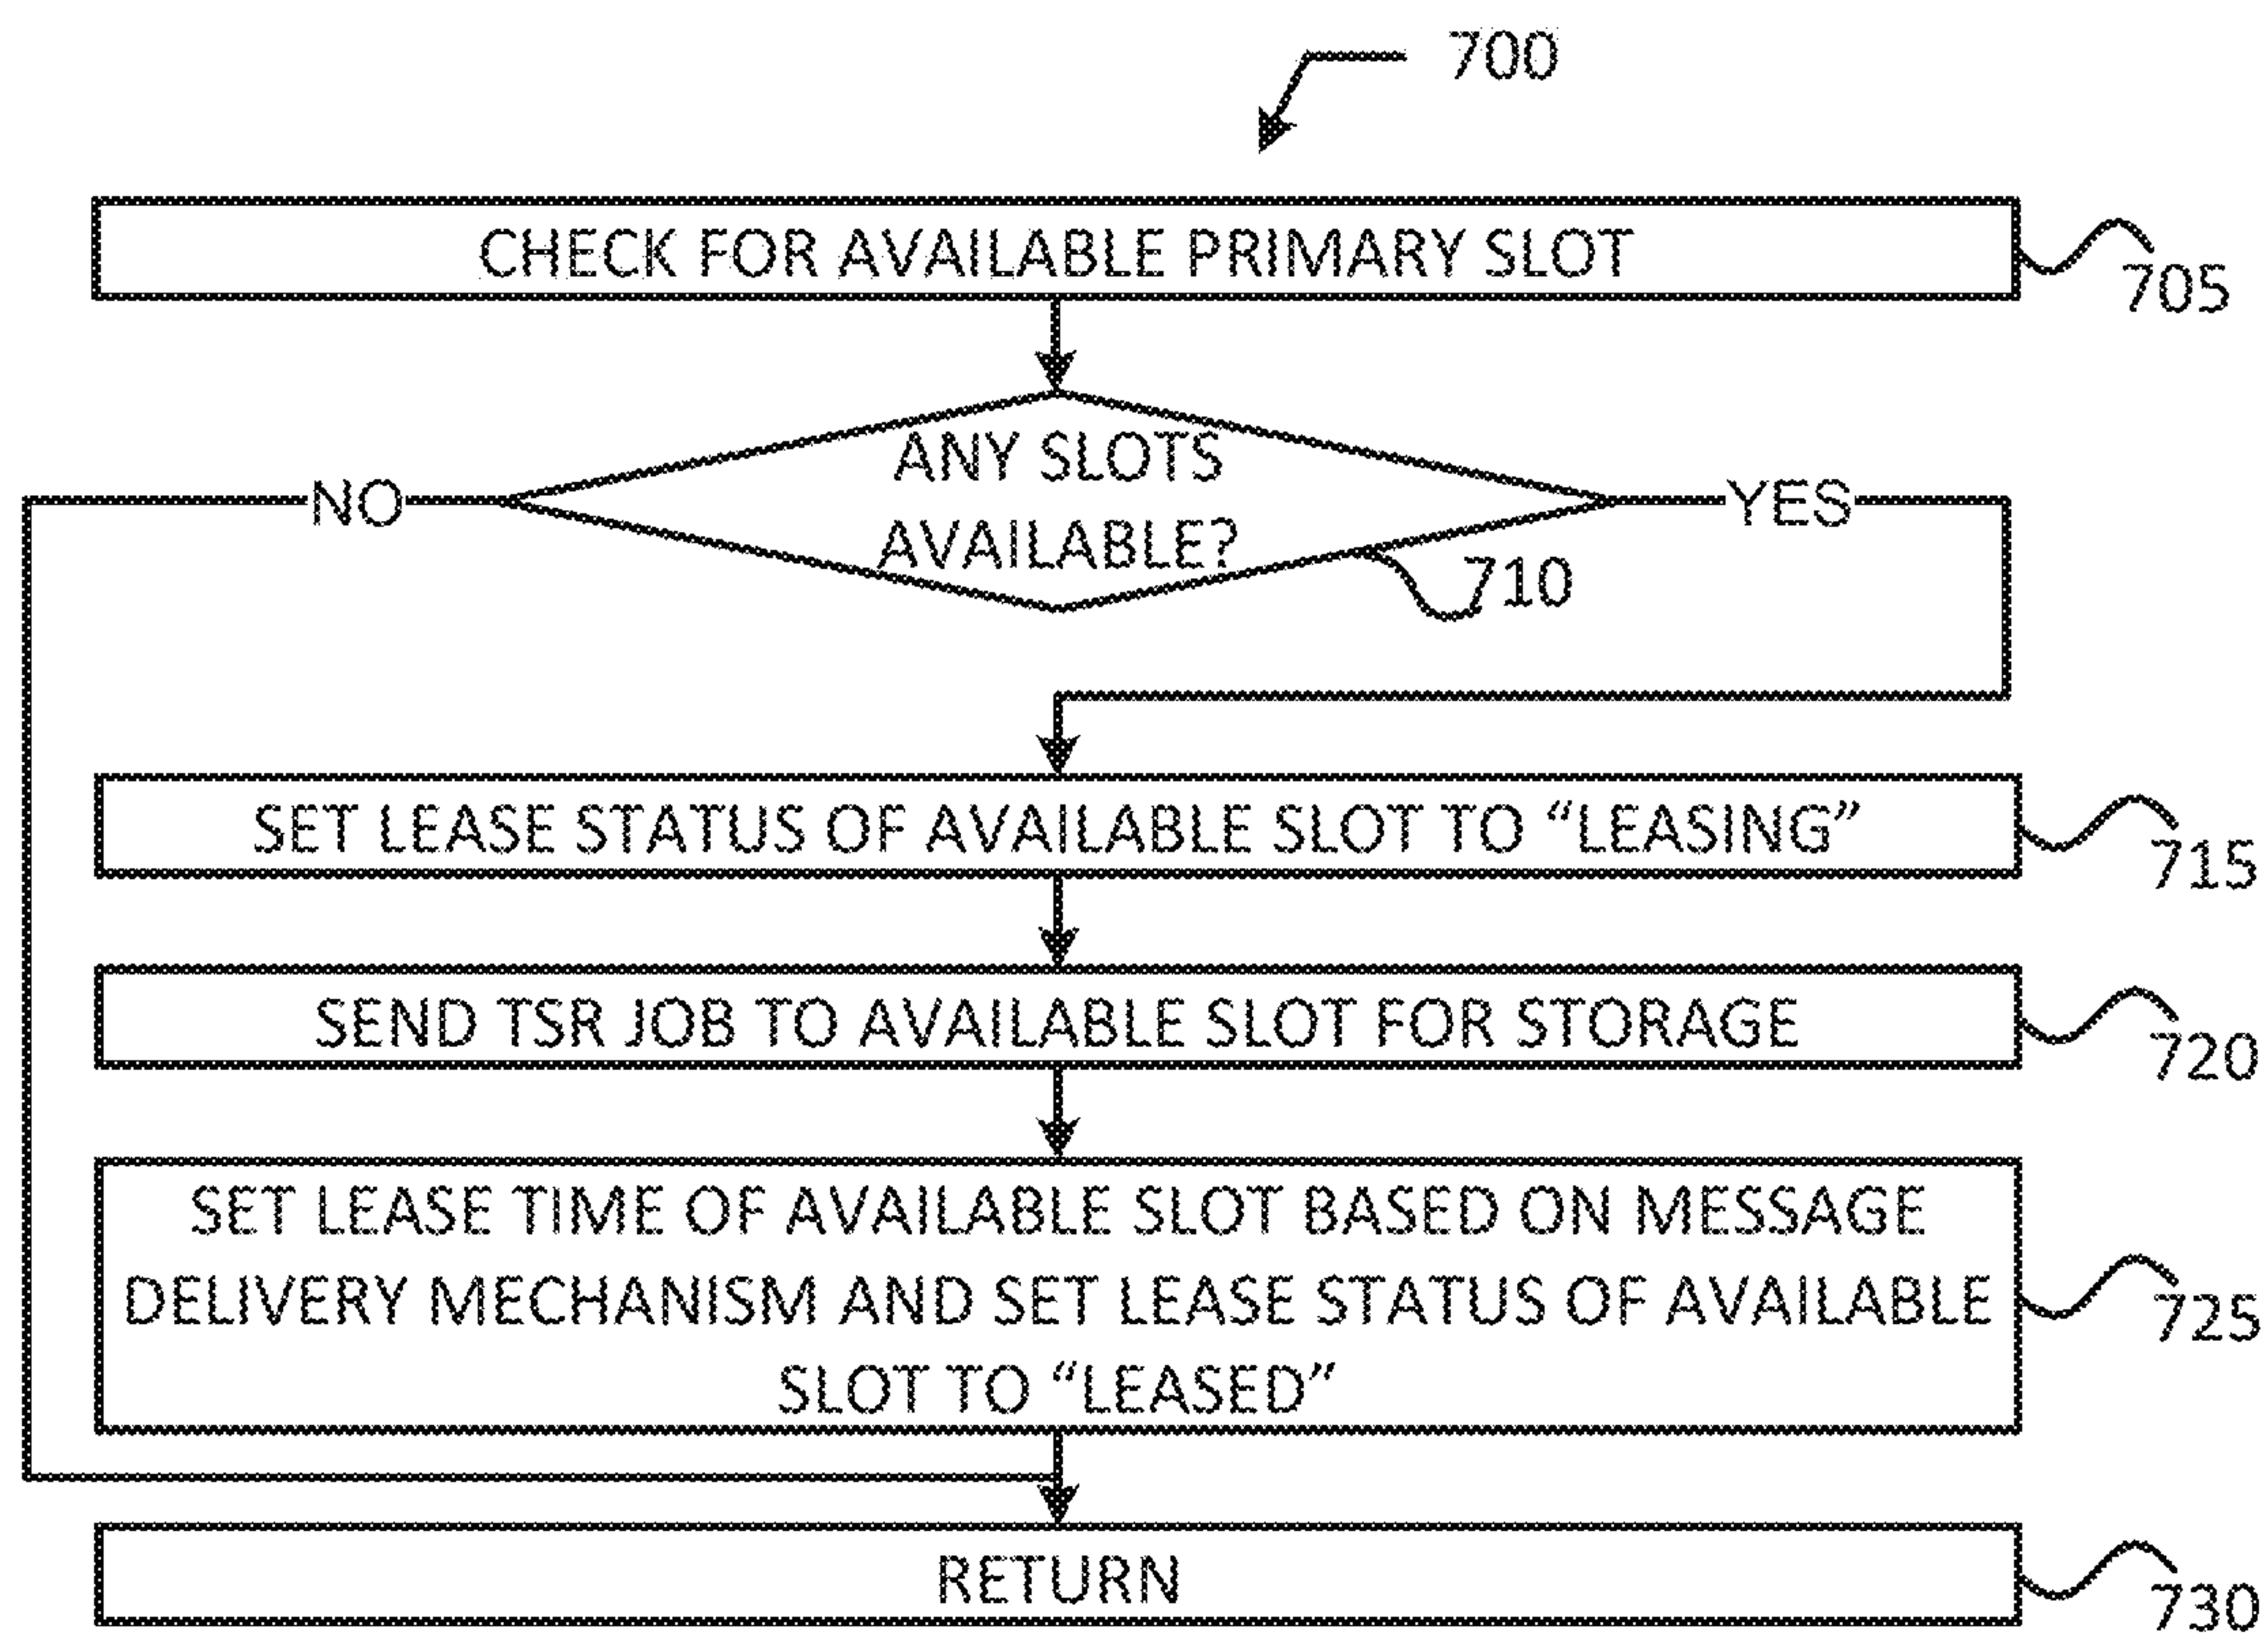 700
CHECK FOR AVAILABLE PRIMARY SLOT
705
ANY SLOTS
AVAILABLE?
NO
YES
710
SET LEASE STATUS OF AVAILABLE SLOT TO “LEASING”
715
SEND TSR JOB TO AVAILABLE SLOT FOR STORAGE
720
SET LEASE TIME OF AVAILABLE SLOT BASED ON MESSAGE
DELIVERY MECHANISM AND SET LEASE STATUS OF AVAILABLE
SLOT TO “LEASED”
725
RETURN
730